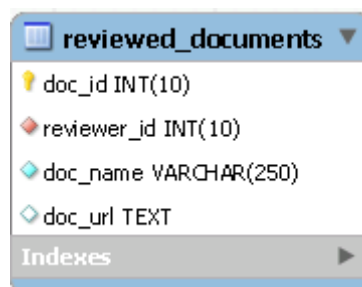 reviewed_documents
doc_id INT(10)
reviewer_id INT(10)
doc_name VARCHAR(250)
doc_url TEXT
Indexes